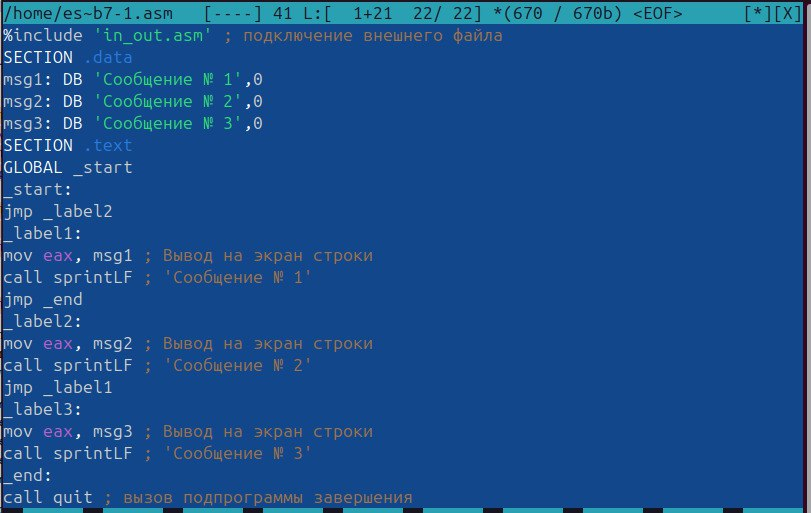 /home/es~b7-1.asm   [----] 41 L:[  1+21  22/ 22] *(670 / 670b) <EOF>      [*][X]
%include 'in_out.asm' ; подключение внешнего файла
SECTION .data
msg1: DB 'Сообщение № 1',0
msg2: DB 'Сообщение № 2',0
msg3: DB 'Сообщение № 3',0
SECTION .text
GLOBAL _start
_start:
jmp _label2
_label1:
mov eax, msg1 ; Вывод на экран строки
call sprintLF ; 'Сообщение № 1'
jmp _end
_label2:
mov eax, msg2 ; Вывод на экран строки
call sprintLF ; 'Сообщение № 2'
jmp _label1
_label3:
mov eax, msg3 ; Вывод на экран строки
call sprintLF ; 'Сообщение № 3'
_end:
call quit ; вызов подпрограммы завершения